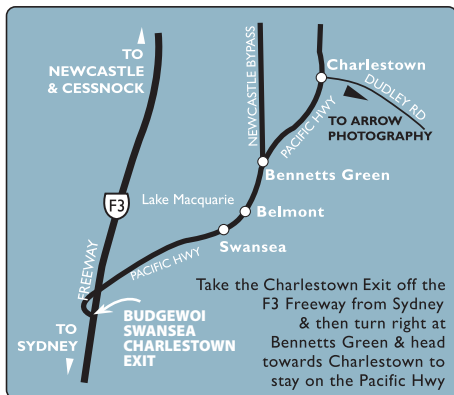 TO
NEWCASTLE
& CESSNOCK
NEWCASTLE BYPASS
Charlestown
DUDLEY RD
PACIFIC HWY
TO ARROW
PHOTOGRAPHY
Bennetts Green
F3
Lake Macquarie
Belmont
Swansea
PACIFIC HWY
FREEWAY
TO
SYDNEY
BUDGEWOI
SWANSEA
CHARLESTOWN
EXIT
Take the Charlestown Exit off the
F3 Freeway from Sydney
& then turn right at
Bennetts Green & head
towards Charlestown to
stay on the Pacific Hwy